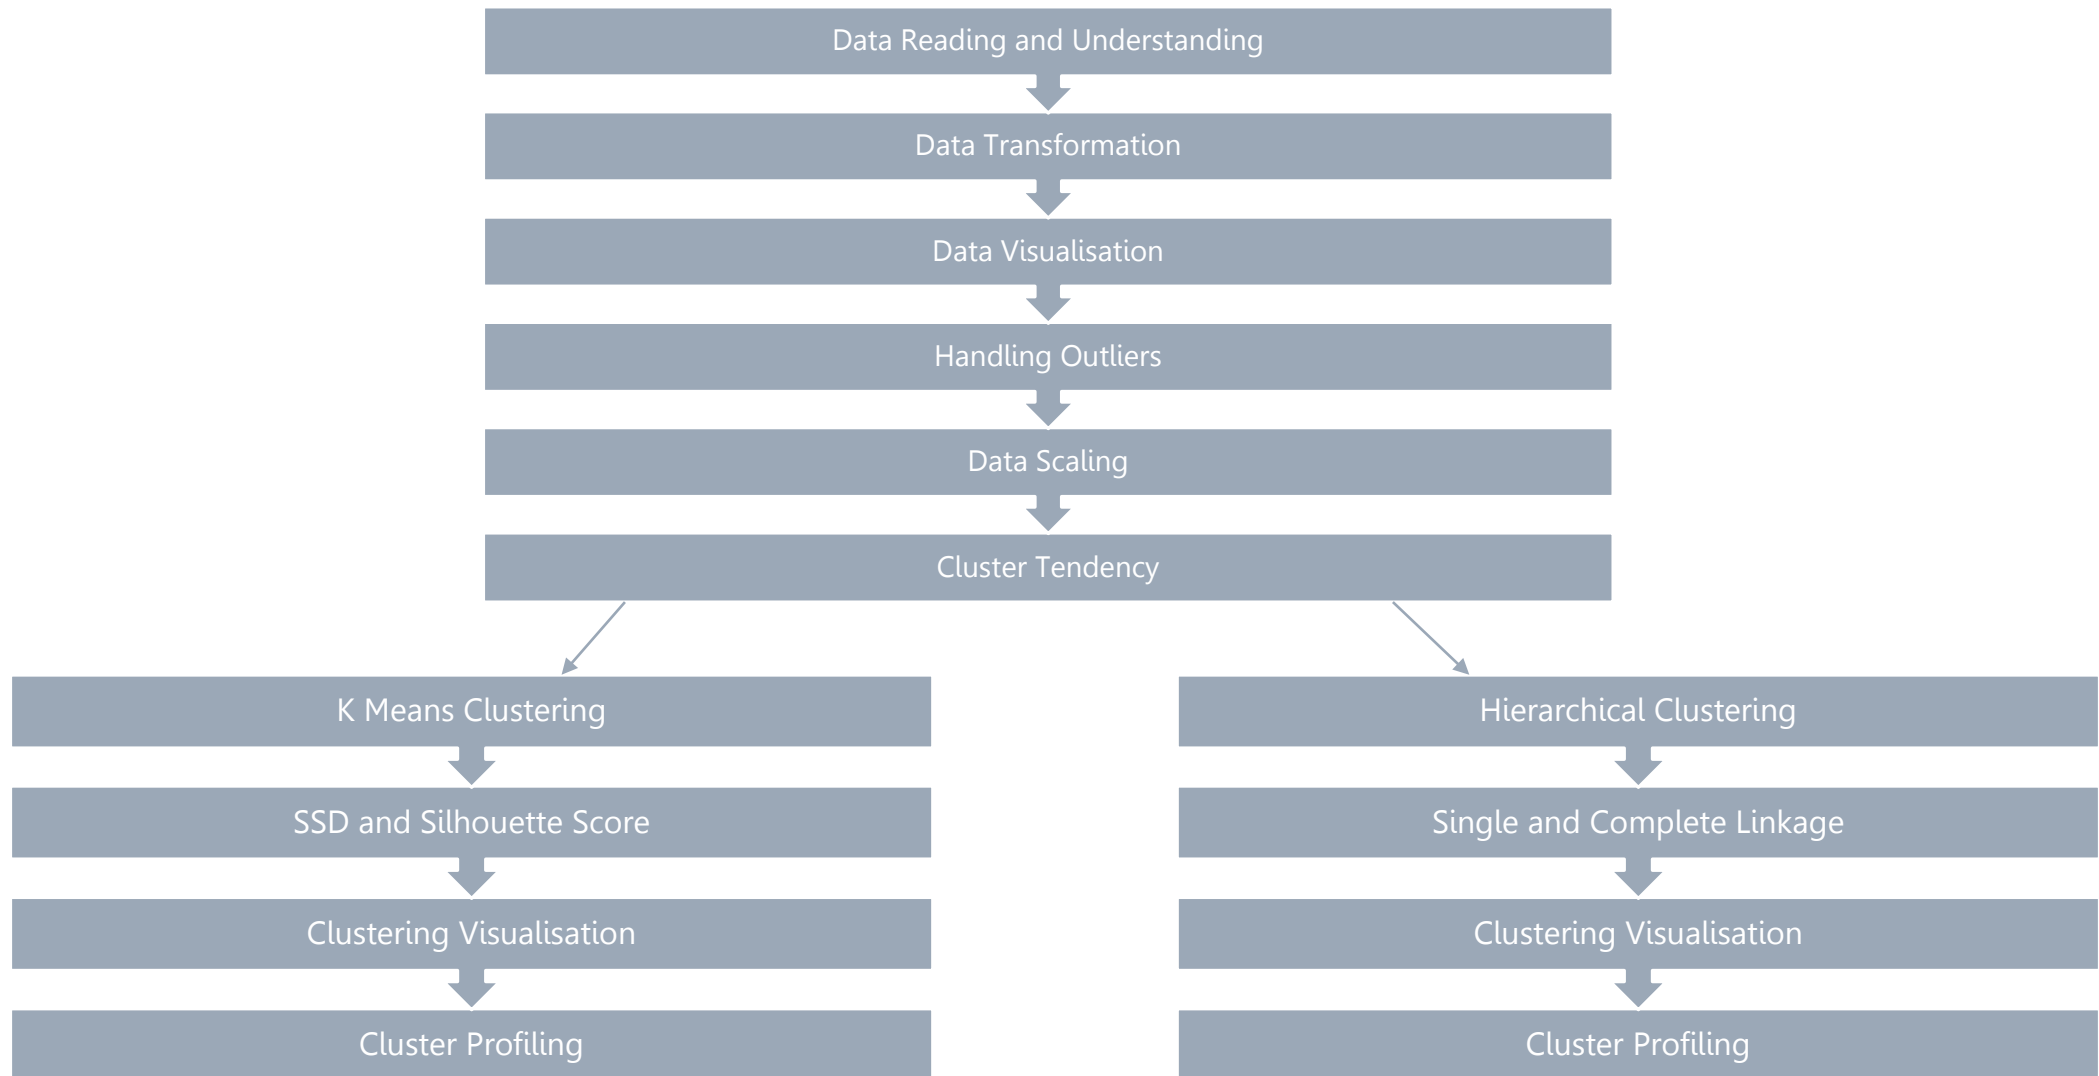 Data Reading and Understanding
Data Transformation
Data Visualisation
Handling Outliers
Data Scaling
Cluster Tendency
K Means Clustering
SSD and Silhouette Score
Clustering Visualisation
Cluster Profiling
Hierarchical Clustering
Single and Complete Linkage
Clustering Visualisation
Cluster Profiling